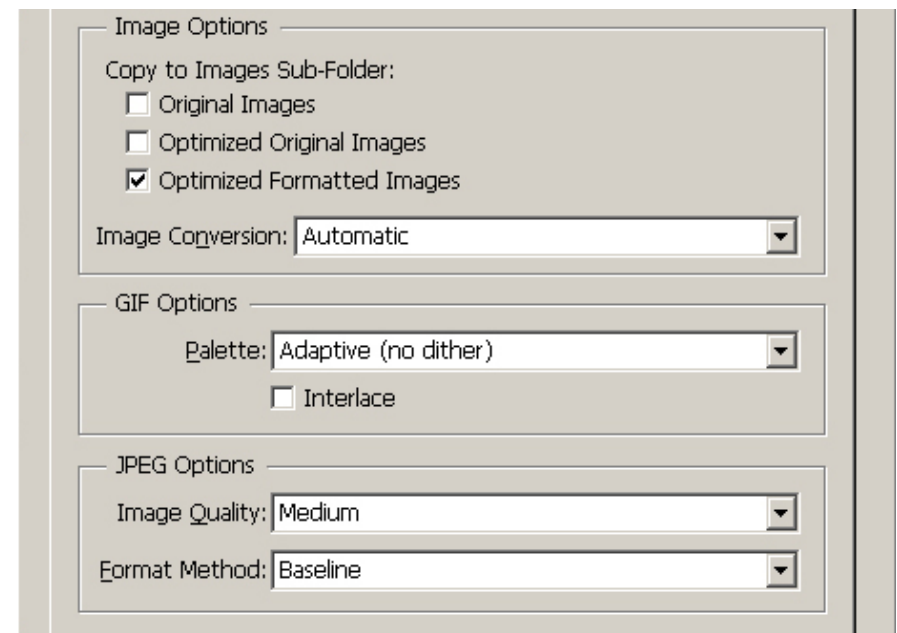 Image Options
Copy to Images Sub-Folder:
Original Images
Optimized Original Images
Optimized Formatted Images
Image Conversion: Automatic
GIF Options
Palette: Adaptive (no dither)
Interlace
JPEG Options
Image Quality: Medium
Format Method: Baseline